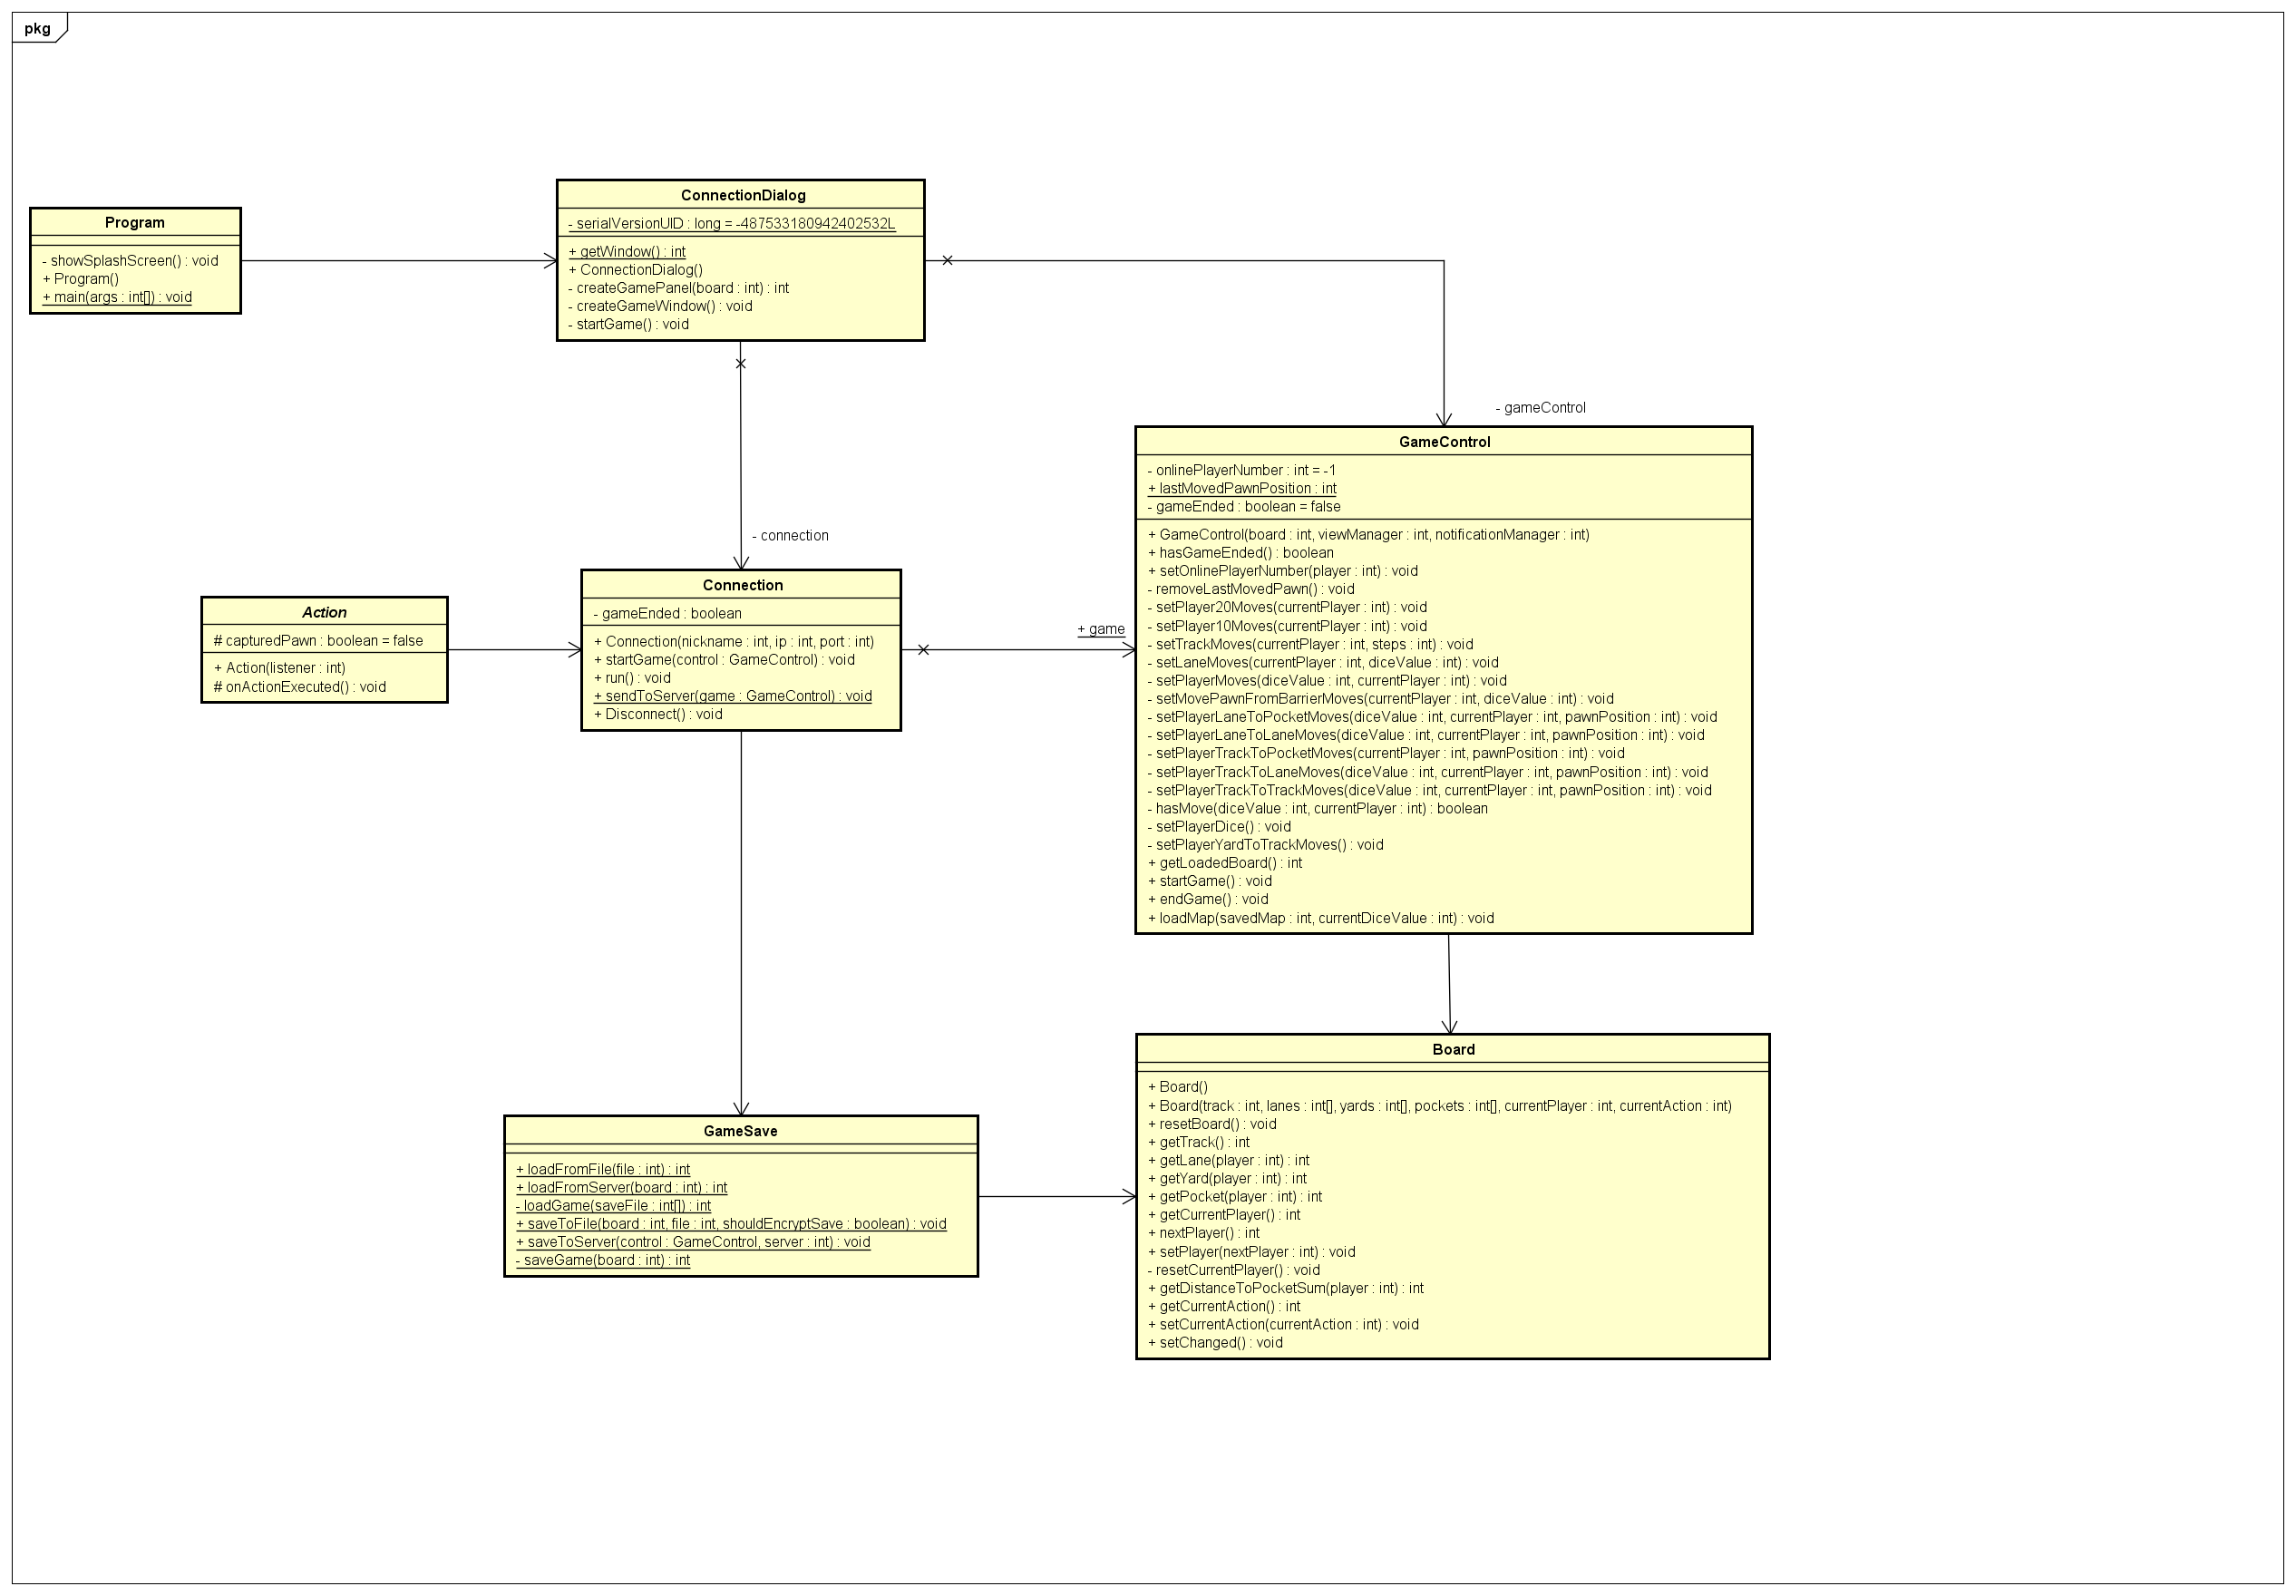 pkg
Program
- showSplashScreen() : void
+ Program()
+ main(args : int[]) : void
ConnectionDialog
- serialVersionUID : long = -487533180942402532L
+ getWindow() : int
+ ConnectionDialog()
- createGamePanel(board : int) : int
- createGameWindow() : void
- startGame() : void
- gameControl
- connection
GameControl
- onlinePlayerNumber : int = -1
+ lastMovedPawnPosition : int
- gameEnded : boolean = false
+ GameControl(board : int, viewManager : int, notificationManager : int)
+ hasGameEnded() : boolean
+ setOnlinePlayerNumber(player : int) : void
- removeLastMovedPawn() : void
- setPlayer20Moves(currentPlayer : int) : void
- setPlayer10Moves(currentPlayer : int) : void
- setTrackMoves(currentPlayer : int, steps : int) : void
- setLaneMoves(currentPlayer : int, diceValue : int) : void
- setPlayerMoves(diceValue : int, currentPlayer : int) : void
- setMovePawnFromBarrierMoves(currentPlayer : int, diceValue : int) : void
- setPlayerLaneToPocketMoves(diceValue : int, currentPlayer : int, pawnPosition : int) : void
- setPlayerLaneToLaneMoves(diceValue : int, currentPlayer : int, pawnPosition : int) : void
- setPlayerTrackToPocketMoves(currentPlayer : int, pawnPosition : int) : void
- setPlayerTrackToLaneMoves(diceValue : int, currentPlayer : int, pawnPosition : int) : void
- setPlayerTrackToTrackMoves(diceValue : int, currentPlayer : int, pawnPosition : int) : void
- hasMove(diceValue : int, currentPlayer : int) : boolean
- setPlayerDice() : void
- setPlayerYardToTrackMoves() : void
+ getLoadedBoard() : int
+ startGame() : void
+ endGame() : void
+ loadMap(savedMap : int, currentDiceValue : int) : void
Action
# capturedPawn : boolean = false
+ Action(listener : int)
# onActionExecuted() : void
Connection
- gameEnded : boolean
+ Connection(nickname : int, ip : int, port : int)
+ startGame(control : GameControl) : void
+ run() : void
+ sendToServer(game : GameControl) : void
+ Disconnect() : void
+ game
GameSave
+ loadFromFile(file : int) : int
+ loadFromServer(board : int) : int
- loadGame(saveFile : int[]) : int
+ saveToFile(board : int, file : int, shouldEncryptSave : boolean) : void
+ saveToServer(control : GameControl, server : int) : void
- saveGame(board : int) : int
Board
+ Board()
+ Board(track : int, lanes : int[], yards : int[], pockets : int[], currentPlayer : int, currentAction : int)
+ resetBoard() : void
+ getTrack() : int
+ getLane(player : int) : int
+ getYard(player : int) : int
+ getPocket(player : int) : int
+ getCurrentPlayer() : int
+ nextPlayer() : int
+ setPlayer(nextPlayer : int) : void
- resetCurrentPlayer() : void
+ getDistanceToPocketSum(player : int) : int
+ getCurrentAction() : int
+ setCurrentAction(currentAction : int) : void
+ setChanged() : void